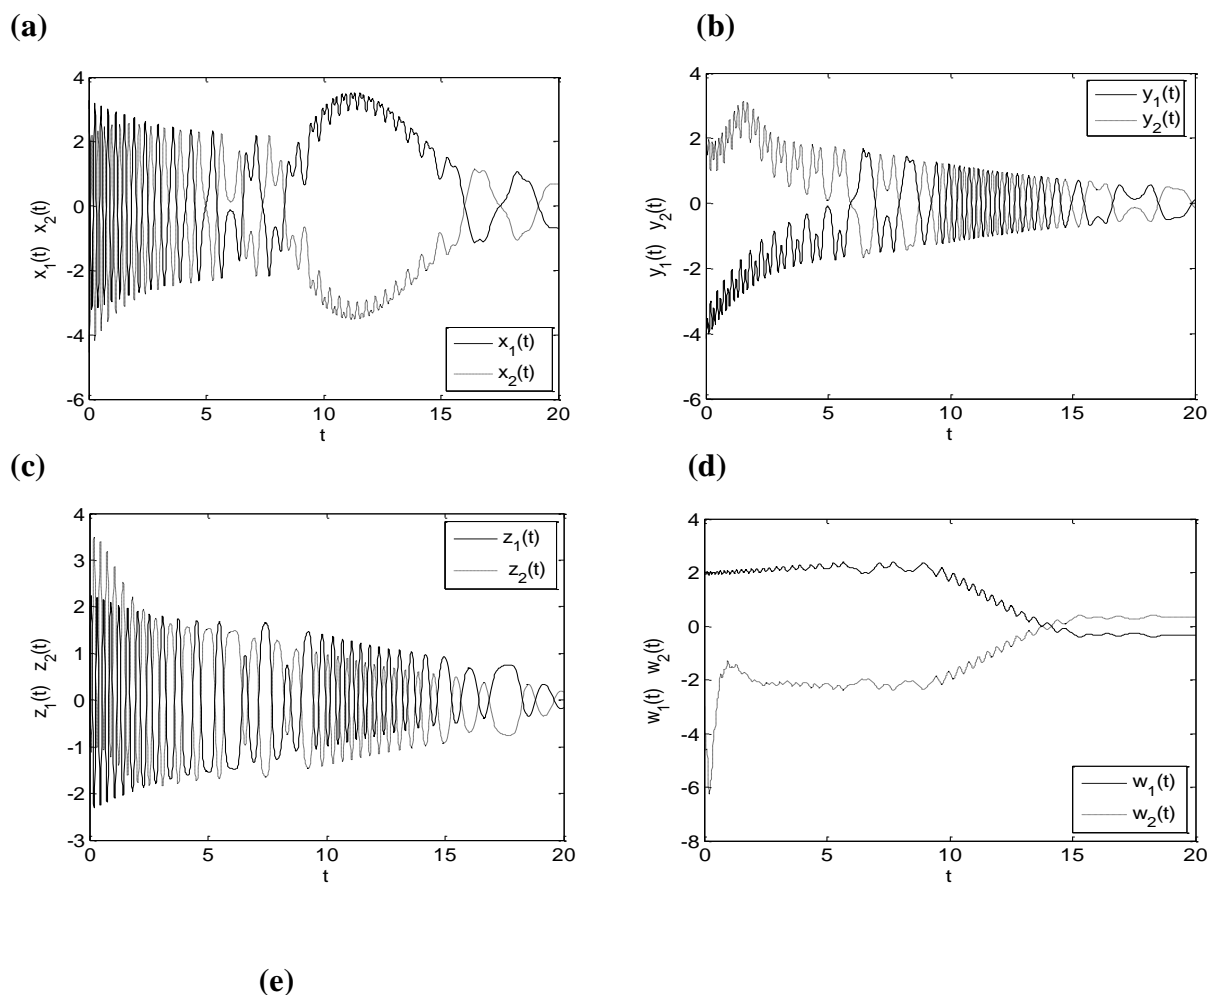 (a)
4
2
0
-2
-4
-6
x1(t) x2(t)
x1(t)
x2(t)
0 5 10 15 20
t
(b)
4
2
0
-2
-4
-6
y1(t) y2(t)
y1(t)
y2(t)
0 5 10 15 20
t
(c)
4
3
2
1
0
-1
-2
-3
z1(t) z2(t)
z1(t)
z2(t)
0 5 10 15 20
t
(d)
4
2
0
-2
-4
-6
-8
w1(t) w2(t)
w1(t)
w2(t)
0 5 10 15 20
t
(e)